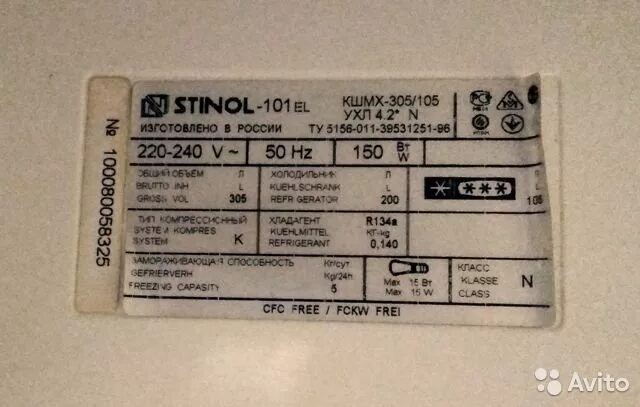 № 100080058325
STINOL-101 EL
КШМХ-305/105
УХЛ 4.2* N
ИЗГОТОВЛЕНО В РОССИИ
ТУ 5156-011-39531251-96
220-240 V ~
50 Hz
150 Вт W
ОБЩИЙ ОБЪЕМ Л
BRUTTO INH L
GROSS VOL 305
ХОЛОДИЛЬНИК Л
KUEHLSCHRANK L
REFRIGERATOR 200
Л
L
105
ТИП КОМПРЕССИОННЫЙ
SYSTEM KOMPRES
SYSTEM K
ХЛАДАГЕНТ R134a
KUEHLMITTEL КГ-kg
REFRIGERANT 0,140
ЗАМОРАЖИВАЮЩАЯ СПОСОБНОСТЬ Кг/сут
GEFRIERVERH Kg/24h
FREEZING CAPACITY 5
Мах 15 Вт
Max 15 W
КЛАСС
KLASSE N
CLASS
CFC FREE / FCKW FREI
Avito